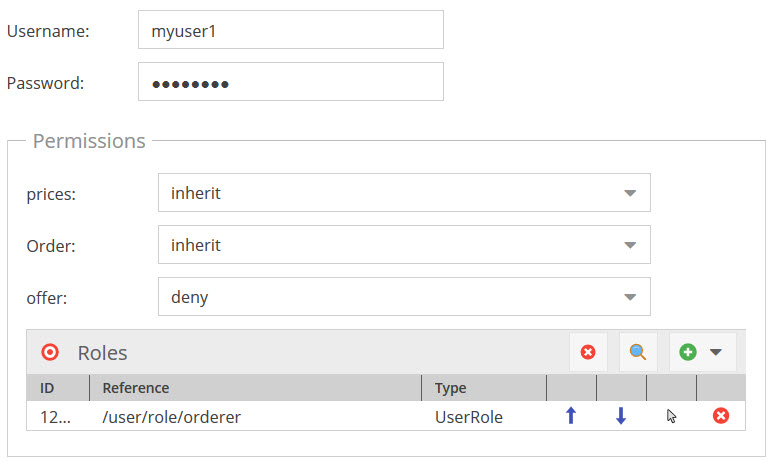 Username: myuser1
Password: ●●●●●●●●
Permissions
prices: inherit
Order: inherit
offer: deny
Roles
ID Reference Type
12... /user/role/orderer UserRole